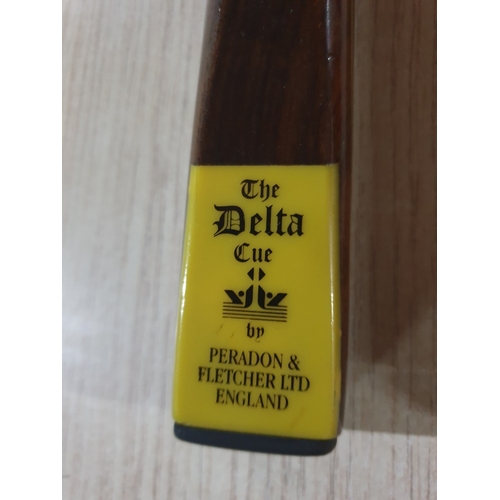 The
Delta
Cue
by
PERADON &
FLETCHER LTD
ENGLAND